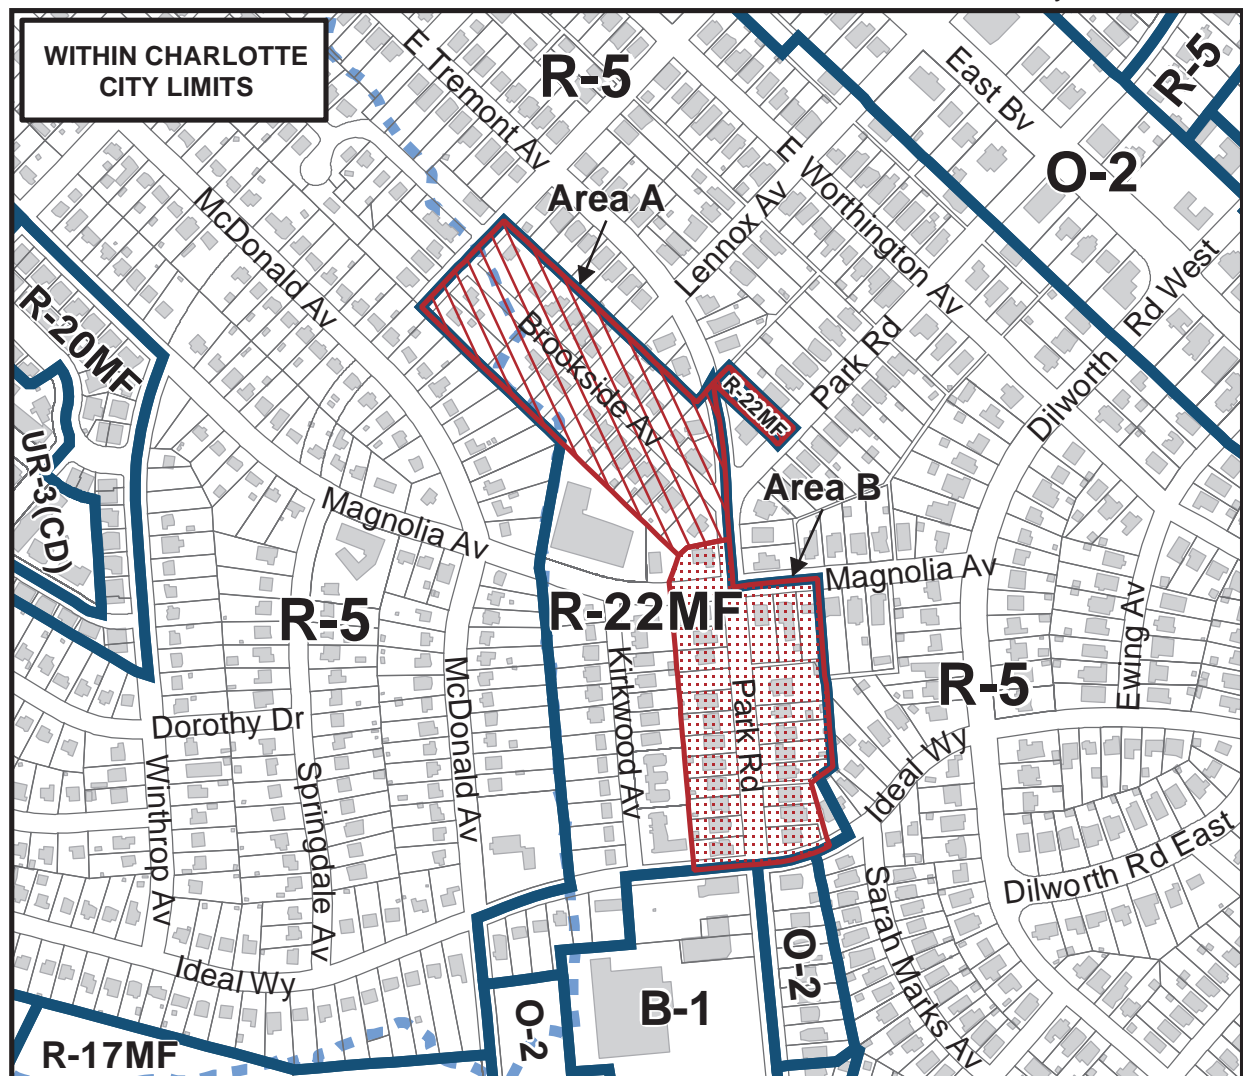 WITHIN CHARLOTTE
CITY LIMITS
E Tremont Av
R-5
East Bv
R-5
O-2
E Worthington Av
Area A
Lennox Av
McDonald Av
Rd West
R-20MF
Brookside Av
Park Rd
R-22MF
Dilworth
UR-3(CD)
Area B
Magnolia Av
Magnolia Av
R-5
R-22MF
Ewing Av
R-5
Kirkwood Av
Park Rd
McDonald Av
Dorothy Dr
Ideal Wy
Winthrop Av
Springdale Av
Dilworth Rd East
Sarah Marks Av
Ideal Wy
O-2
B-1
O-2
R-17MF